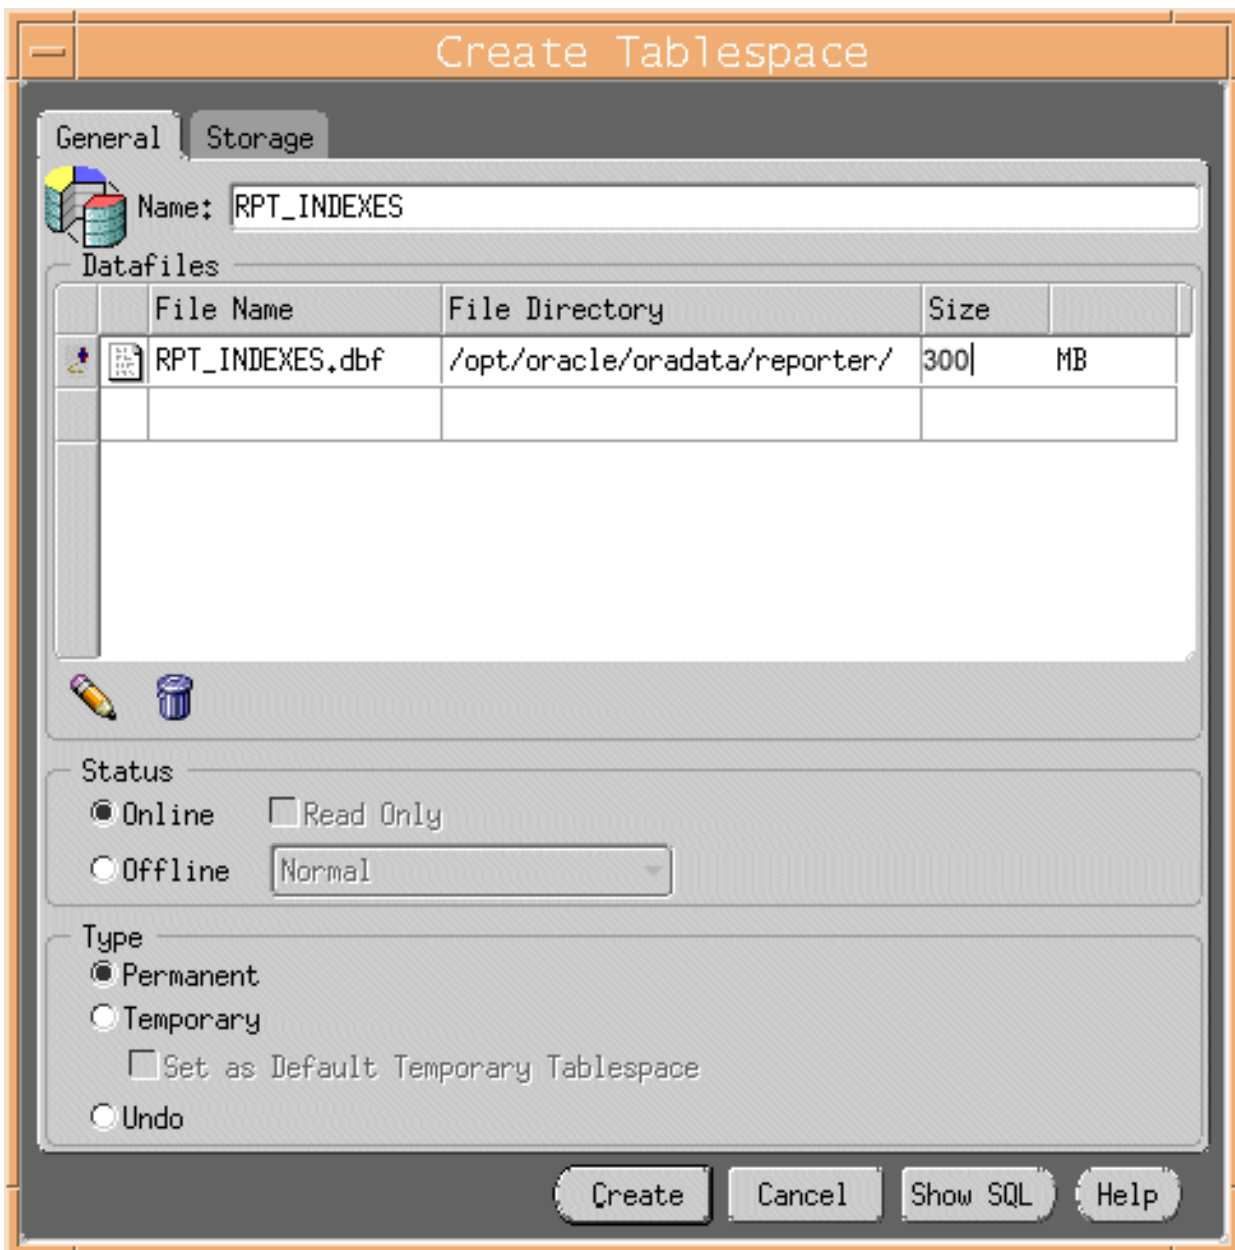 Create Tablespace
General Storage
Name: RPT_INDEXES
Datafiles
File Name File Directory Size
RPT_INDEXES.dbf /opt/oracle/oradata/reporter/ 300 MB
Status
Online Read Only
Offline Normal
Type
Permanent
Temporary
Set as Default Temporary Tablespace
Undo
Create Cancel Show SQL Help